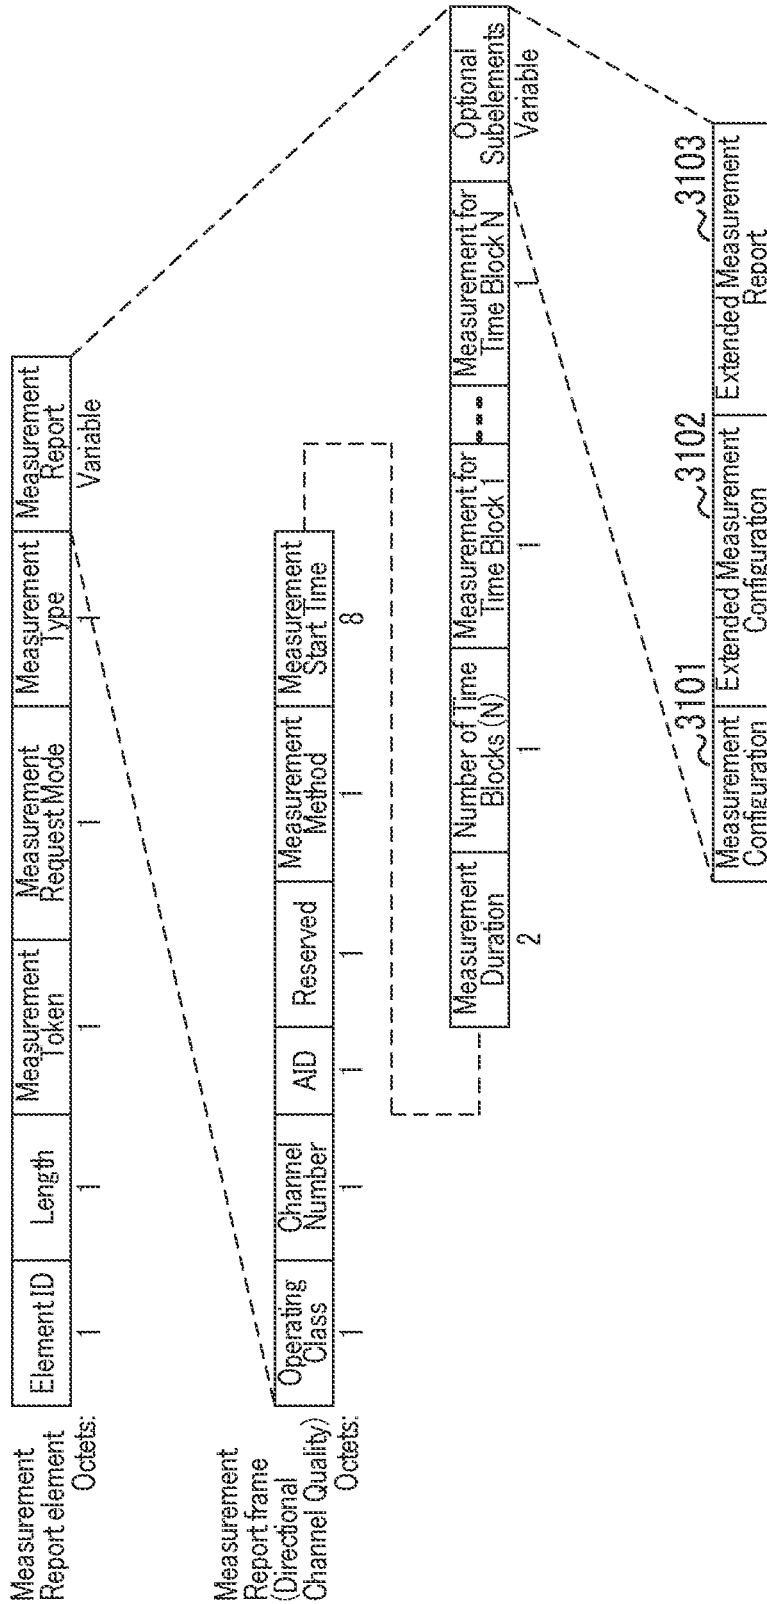 Measurement
Report element
Octets:
Element ID
1
Length
1
Measurement
Token
1
Measurement
Request Mode
1
Measurement
Type
1
Measurement
Report
Variable
Measurement
Report frame
(Directional
Channel Quality)
Octets:
Operating
Class
1
Channel
Number
1
AID
1
Reserved
1
Measurement
Method
1
Measurement
Start Time
8
Measurement
Duration
2
Number of Time
Blocks (N)
1
Measurement for
Time Block 1
1
Measurement for
Time Block N
1
Optional
Subelements
Variable
3101
Measurement
Configuration
3102
Extended Measurement
Configuration
3103
Extended Measurement
Report